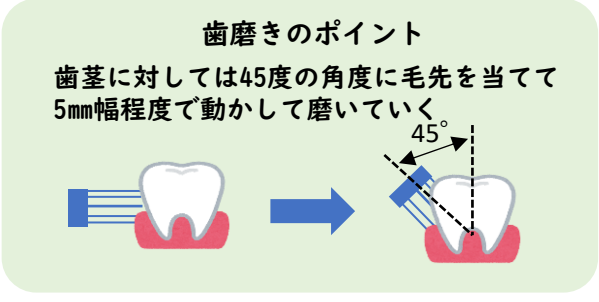 歯磨きのポイント
歯茎に対しては45度の角度に毛先を当てて
5㎜幅程度で動かして磨いていく
45°